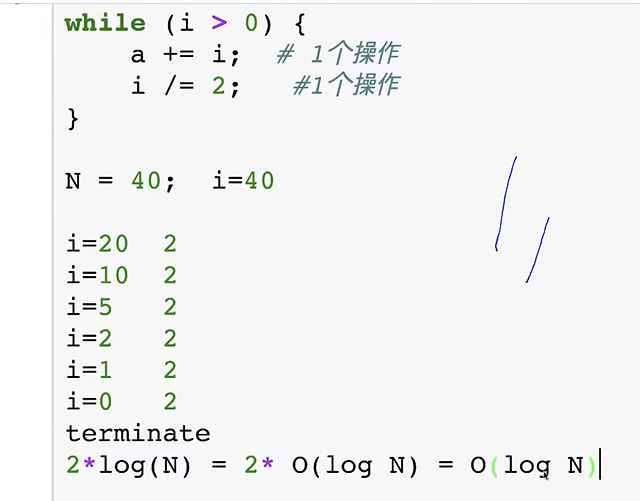 while (i > 0) {
    a += i;  # 1个操作
    i /= 2;   #1个操作
}
N = 40;  i=40
i=20  2
i=10  2
i=5   2
i=2   2
i=1   2
i=0   2
terminate
2*log(N) = 2* O(log N) = O(log N)